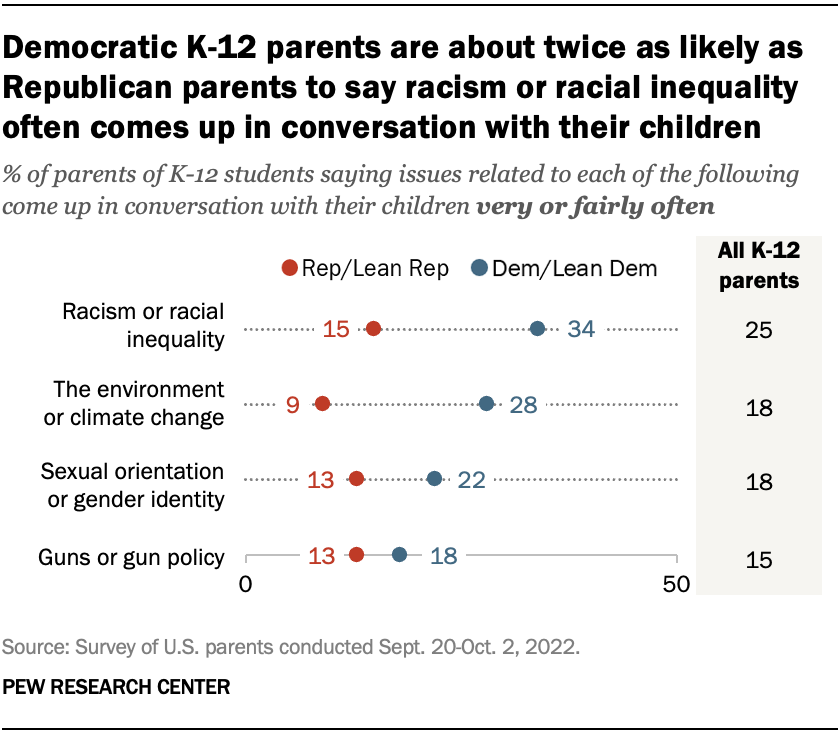 Democratic K-12 parents are about twice as likely as
Republican parents to say racism or racial inequality
often comes up in conversation with their children
% of parents of K-12 students saying issues related to each of the following
come up in conversation with their children very or fairly often
All K-12
parents
Rep/Lean Rep Dem/Lean Dem
Racism or racial
inequality
15 34 25
The environment
or climate change
9 28 18
Sexual orientation
or gender identity
13 22 18
Guns or gun policy 13 18 15
0 50
Source: Survey of U.S. parents conducted Sept. 20-Oct. 2, 2022.
PEW RESEARCH CENTER